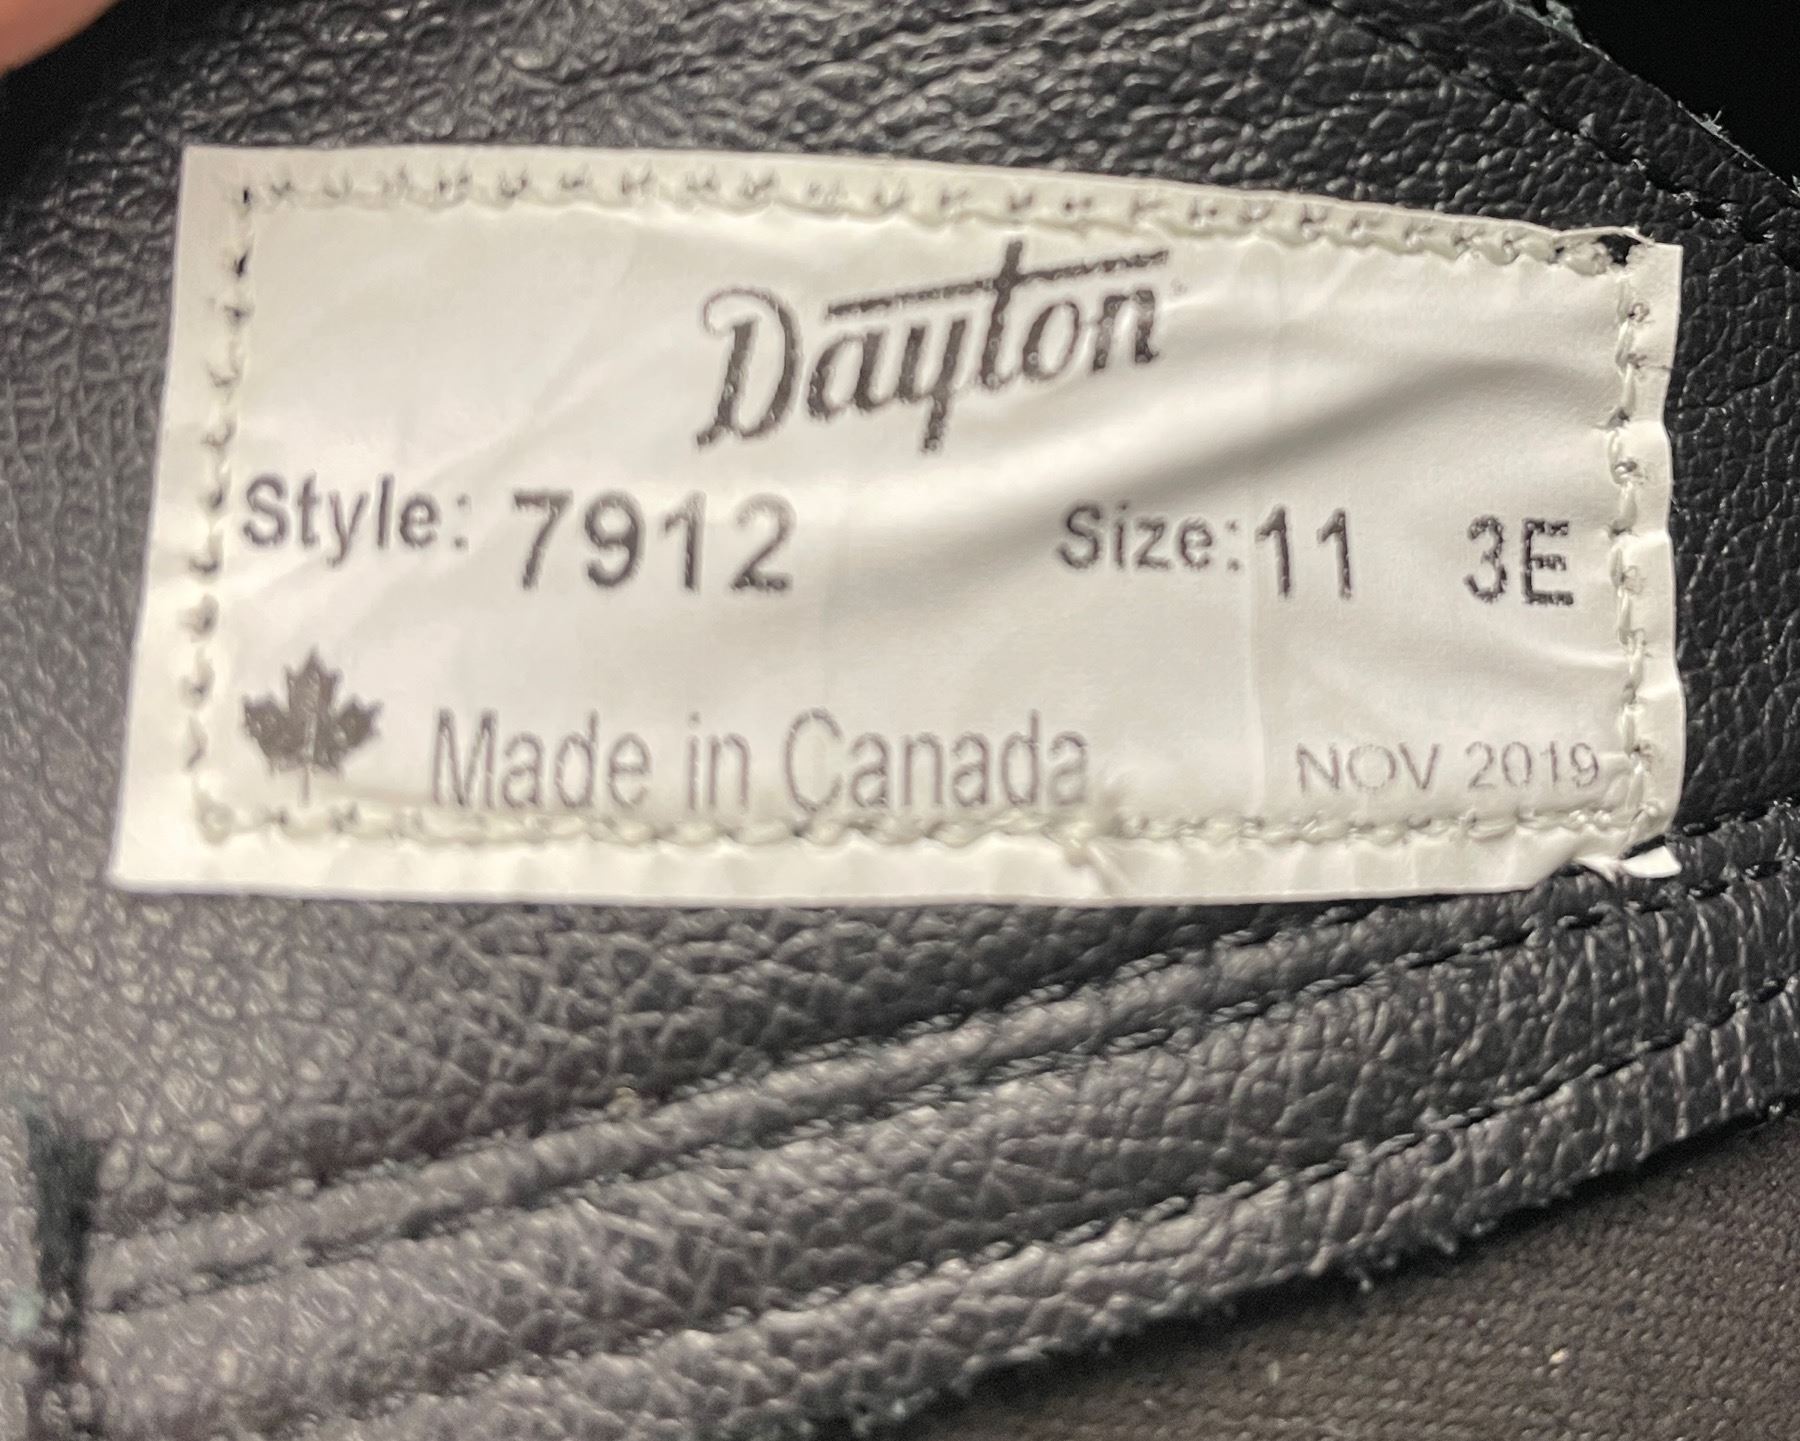 Dayton
Style: 7912 Size: 11 3E
Made in Canada NOV 2019